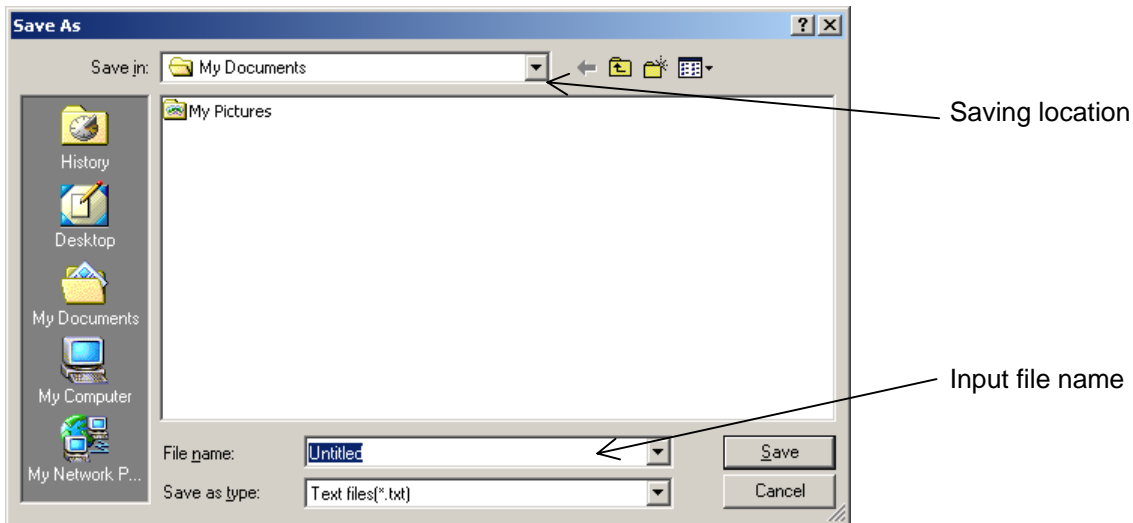 Save As
Save in: My Documents
Saving location
My Pictures
History
Desktop
My Documents
My Computer
My Network P...
Input file name
File name: Untitled Save
Save as type: Text files(*.txt) Cancel